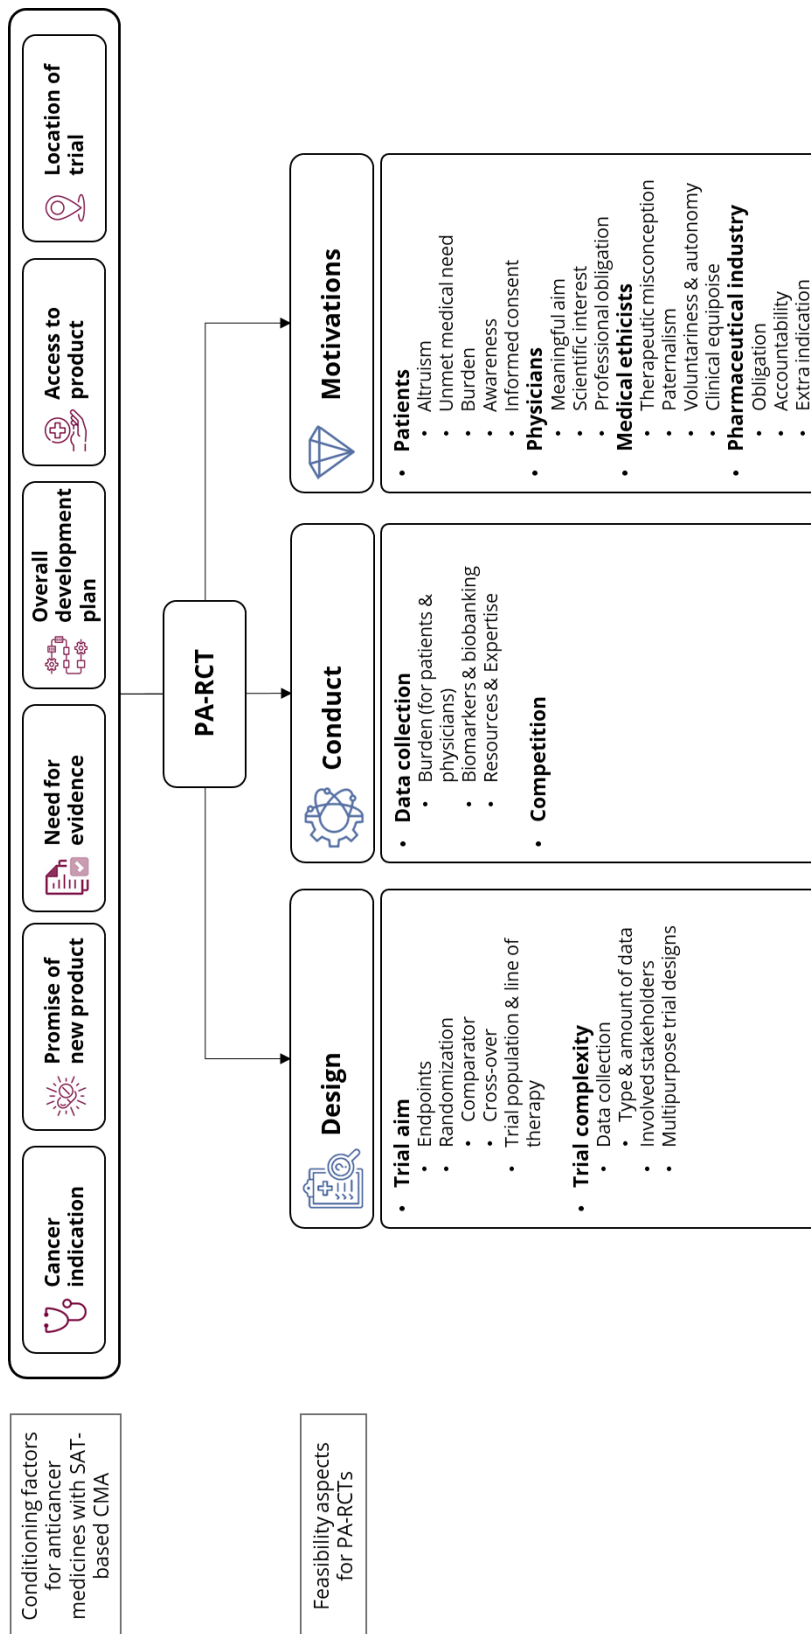 Conditioning factors
for anticancer
medicines with SAT-
based CMA
Cancer
indication
Promise of
new product
Need for
evidence
Overall
development
plan
Access to
product
Location of
trial
PA-RCT
Feasibility aspects
for PA-RCTs
Design
• Trial aim
• Endpoints
• Randomization
• Comparator
• Cross-over
• Trial population & line of
therapy
• Trial complexity
• Data collection
• Type & amount of data
• Involved stakeholders
• Multipurpose trial designs
Conduct
• Data collection
• Burden (for patients &
physicians)
• Biomarkers & biobanking
• Resources & Expertise
• Competition
Motivations
• Patients
• Altruism
• Unmet medical need
• Burden
• Awareness
• Informed consent
• Physicians
• Meaningful aim
• Scientific interest
• Professional obligation
• Medical ethicists
• Therapeutic misconception
• Paternalism
• Voluntariness & autonomy
• Clinical equipoise
• Pharmaceutical industry
• Obligation
• Accountability
• Extra indication